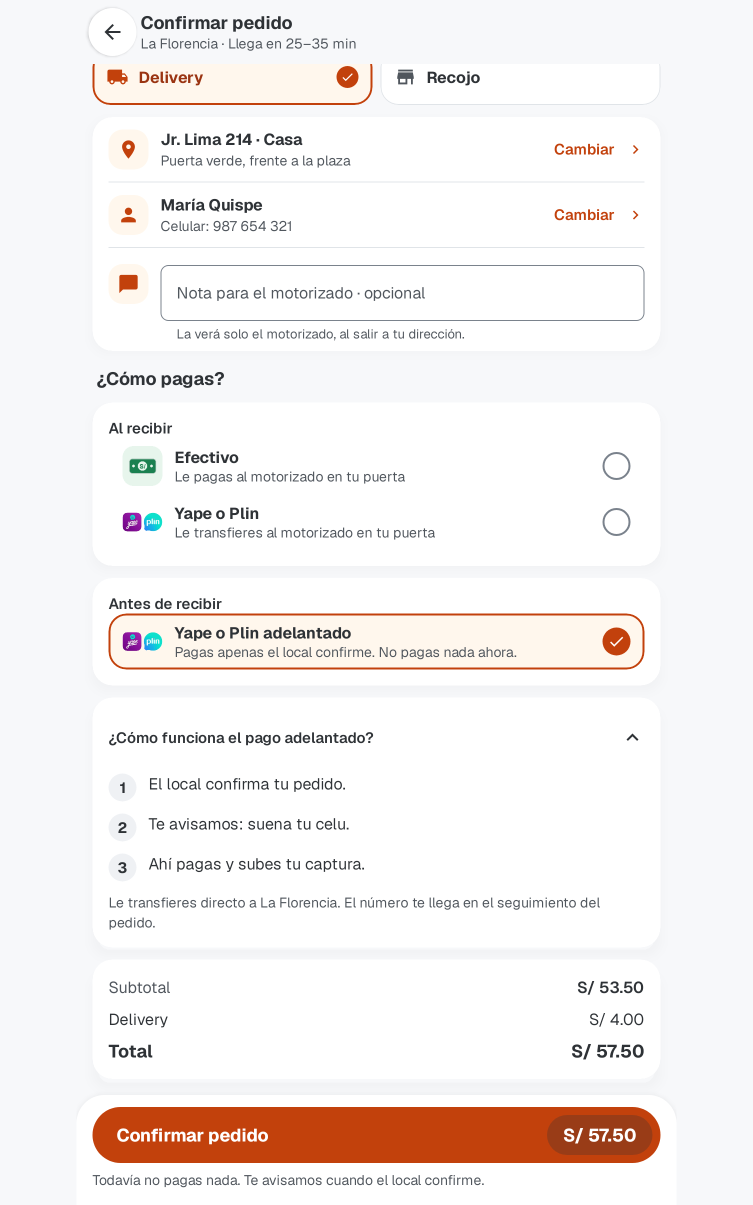 Confirmar pedido
La Florencia · Llega en 25–35 min
Delivery
Recojo
Jr. Lima 214 · Casa
Puerta verde, frente a la plaza
Cambiar
María Quispe
Celular: 987 654 321
Cambiar
Nota para el motorizado · opcional
La verá solo el motorizado, al salir a tu dirección.
¿Cómo pagas?
Al recibir
Efectivo
Le pagas al motorizado en tu puerta
plin
Yape o Plin
Le transfieres al motorizado en tu puerta
Antes de recibir
plin
Yape o Plin adelantado
Pagas apenas el local confirme. No pagas nada ahora.
¿Cómo funciona el pago adelantado?
1 El local confirma tu pedido.
2 Te avisamos: suena tu celu.
3 Ahí pagas y subes tu captura.
Le transfieres directo a La Florencia. El número te llega en el seguimiento del
pedido.
Subtotal S/ 53.50
Delivery S/ 4.00
Total S/ 57.50
Confirmar pedido S/ 57.50
Todavía no pagas nada. Te avisamos cuando el local confirme.